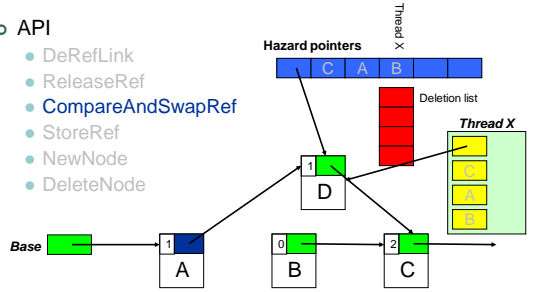 API
DeRefLink
ReleaseRef
CompareAndSwapRef
StoreRef
NewNode
DeleteNode
Thread X
Hazard pointers
C A B
Deletion list
Thread X
C
A
B
1
D
Base
1
A
0
B
2
C